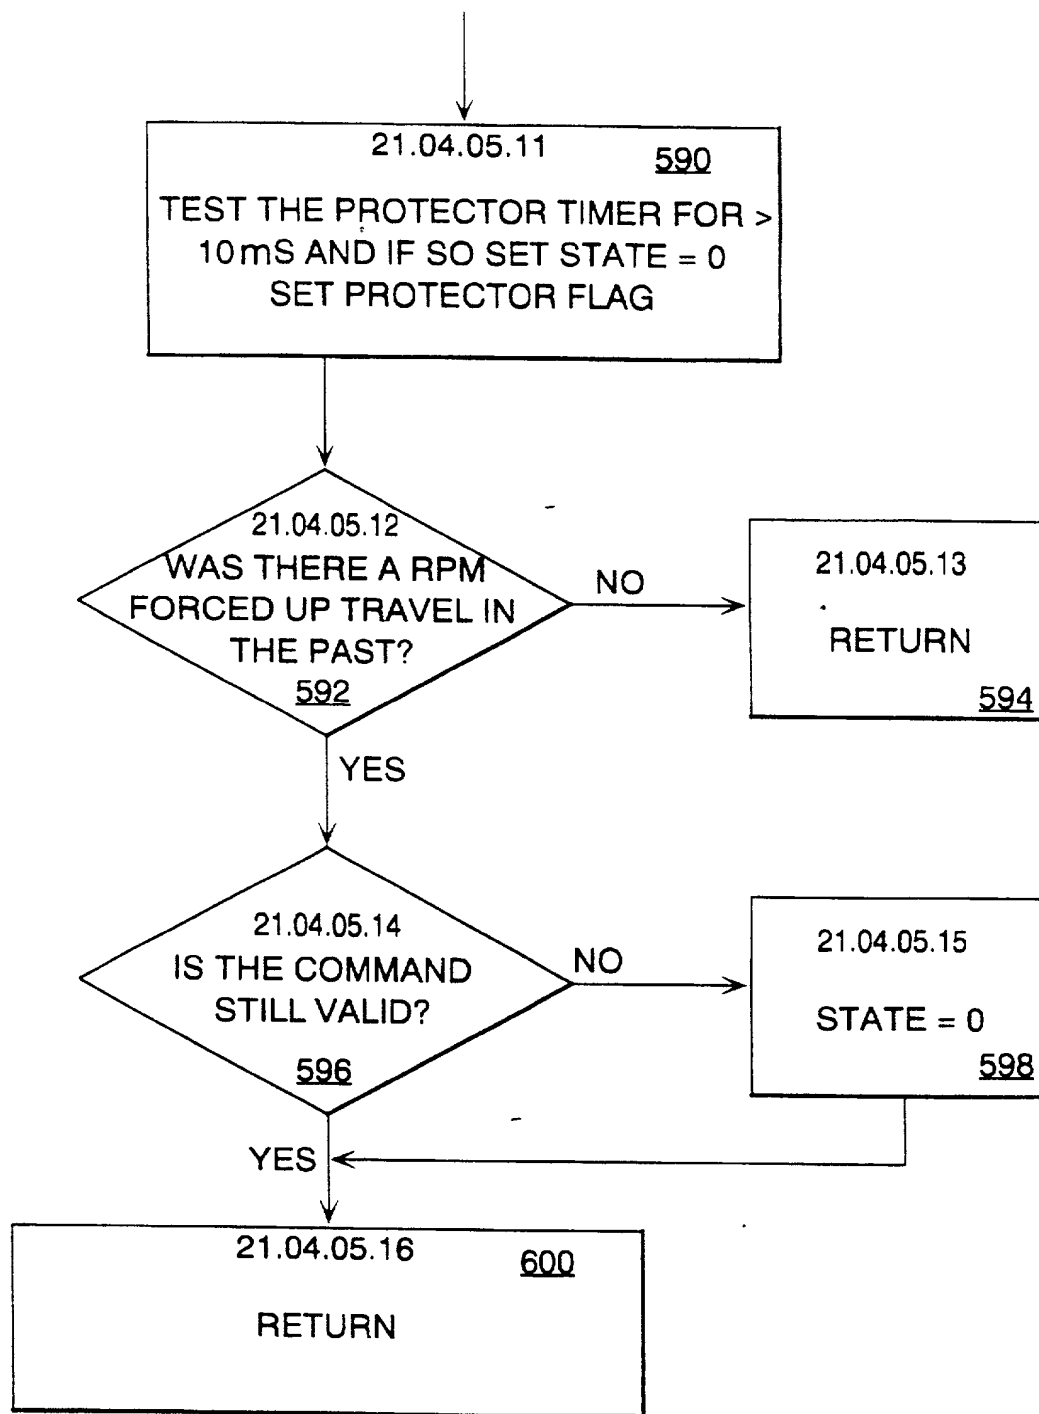 21.04.05.11
590
TEST THE PROTECTOR TIMER FOR >
10mS AND IF SO SET STATE = 0
SET PROTECTOR FLAG
21.04.05.12
WAS THERE A RPM
FORCED UP TRAVEL IN
THE PAST?
592
NO
21.04.05.13
RETURN
594
YES
21.04.05.14
IS THE COMMAND
STILL VALID?
596
NO
21.04.05.15
STATE = 0
598
YES
21.04.05.16
600
RETURN